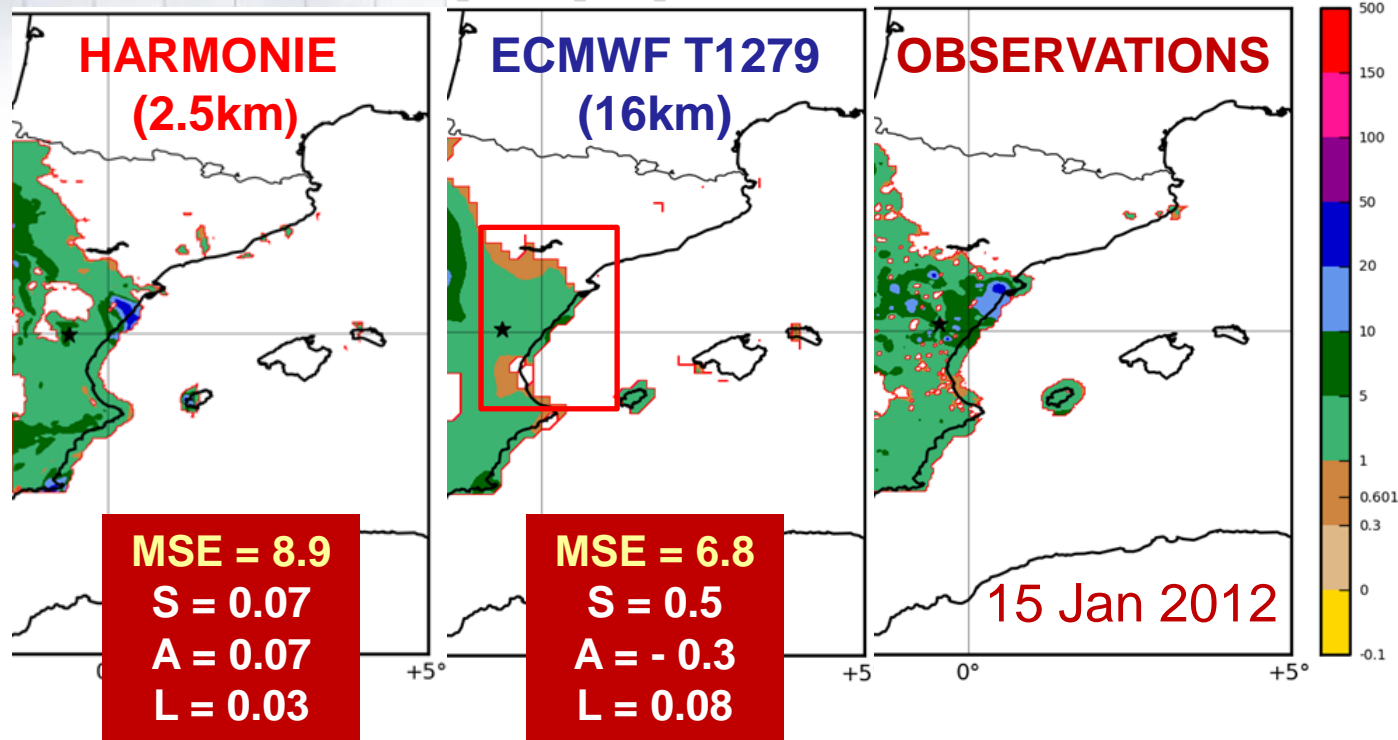 HARMONIE
(2.5km)
ECMWF T1279
(16km)
OBSERVATIONS
500
150
100
50
20
10
5
1
0.601
0.3
0
-0.1
MSE = 8.9
S = 0.07
A = 0.07
L = 0.03
MSE = 6.8
S = 0.5
A = - 0.3
L = 0.08
15 Jan 2012
+5°
+5
0°
+5°